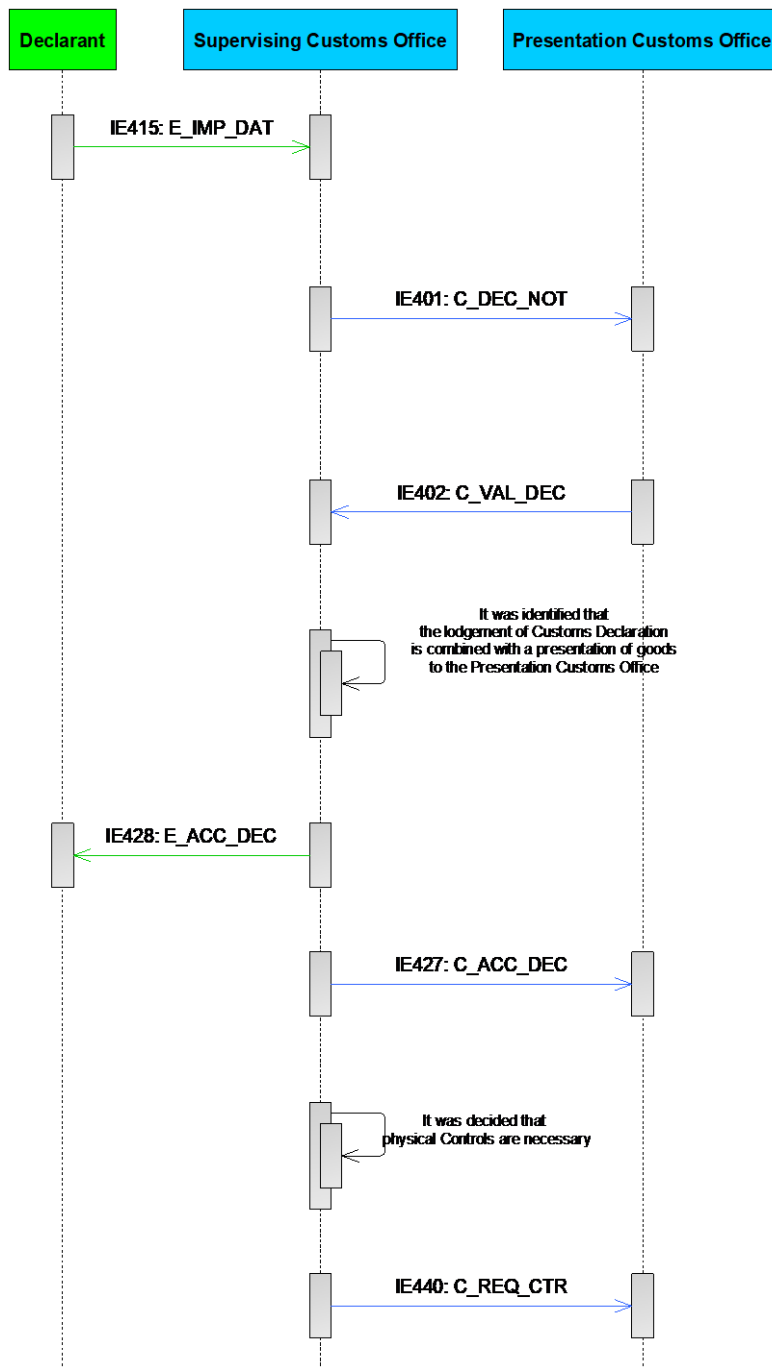 Declarant
Supervising Customs Office
Presentation Customs Office
IE415: E_IMP_DAT
IE401: C_DEC_NOT
IE402: C_VAL_DEC
It was identified that
the lodgement of Customs Declaration
is combined with a presentation of goods
to the Presentation Customs Office
IE428: E_ACC_DEC
IE427: C_ACC_DEC
It was decided that
physical Controls are necessary
IE440: C_REQ_CTR